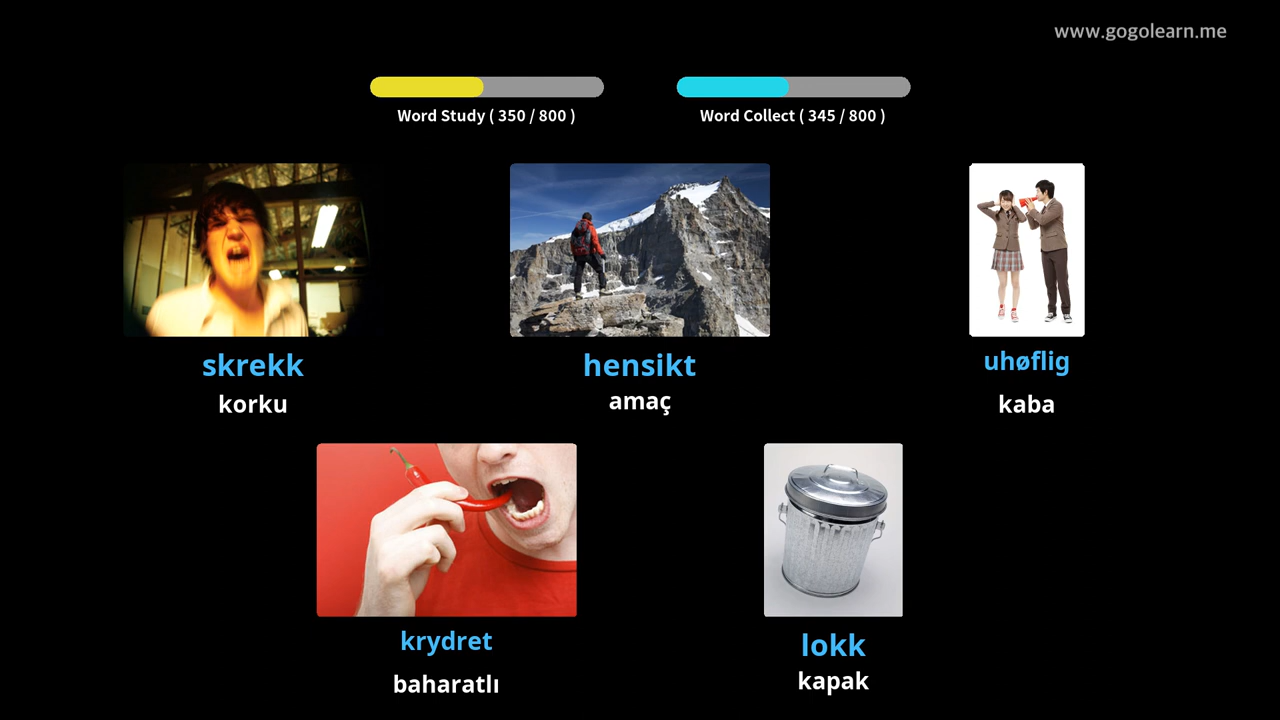 www.gogolearn.me
Word Study ( 350 / 800 )
Word Collect ( 345 / 800 )
skrekk
korku
hensikt
amaç
uhøflig
kaba
krydret
baharatlı
lokk
kapak